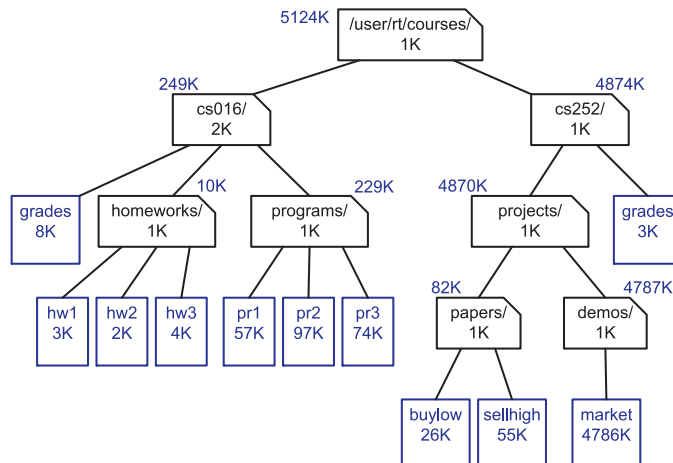 5124K
/user/rt/courses/
1K
249K
cs016/
2K
4874K
cs252/
1K
grades
8K
10K
homeworks/
1K
229K
programs/
1K
4870K
projects/
1K
grades
3K
hw1
3K
hw2
2K
hw3
4K
pr1
57K
pr2
97K
pr3
74K
82K
papers/
1K
4787K
demos/
1K
buylow
26K
sellhigh
55K
market
4786K